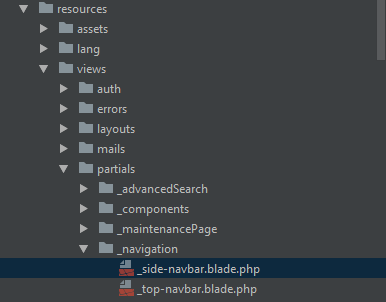 resources
assets
lang
views
auth
errors
layouts
mails
partials
_advancedSearch
_components
_maintenancePage
_navigation
_side-navbar.blade.php
_top-navbar.blade.php